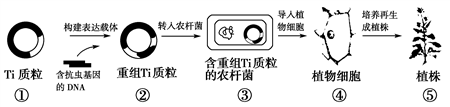 构建表达载体
转入农杆菌
导入植
物细胞
培养再生
成植株
含抗虫基因
的 DNA
Ti 质粒
重组Ti质粒
含重组Ti质粒
的农杆菌
植物细胞
植株
①
②
③
④
⑤